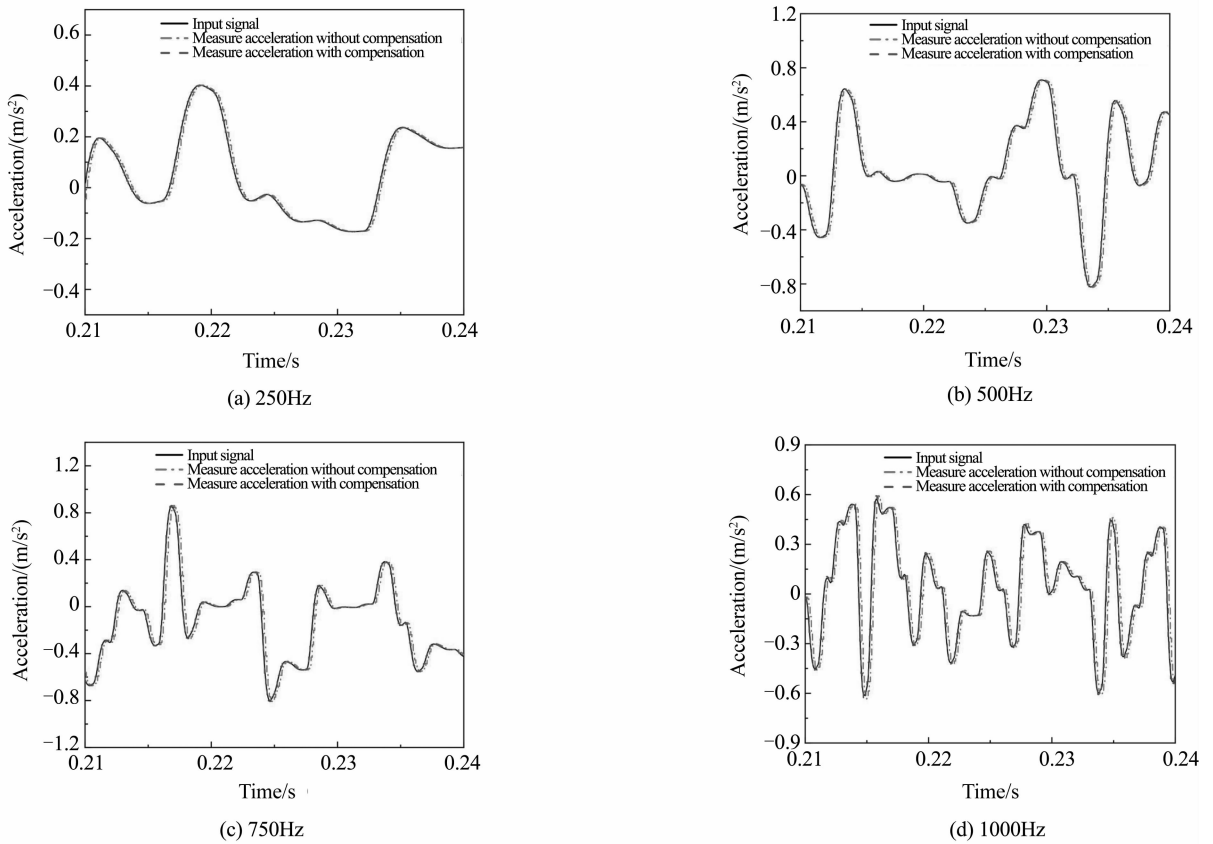 Input signal
Measure acceleration without compensation
Measure acceleration with compensation
Acceleration/(m/s²)
0.6
0.4
0.2
0
−0.2
−0.4
0.21
0.22
0.23
0.24
Time/s
(a) 250Hz
Input signal
Measure acceleration without compensation
Measure acceleration with compensation
Acceleration/(m/s²)
1.2
0.8
0.4
0
−0.4
−0.8
1.2
0.21
0.22
0.23
0.24
Time/s
(b) 500Hz
Input signal
Measure acceleration without compensation
Measure acceleration with compensation
Acceleration/(m/s²)
1.2
0.8
0.4
0
−0.4
−0.8
−1.2
0.21
0.22
0.23
0.24
Time/s
(c) 750Hz
Input signal
Measure acceleration without compensation
Measure acceleration with compensation
Acceleration/(m/s²)
0.9
0.6
0.3
0
−0.3
−0.6
−0.9
0.21
0.22
0.23
0.24
Time/s
(d) 1000Hz